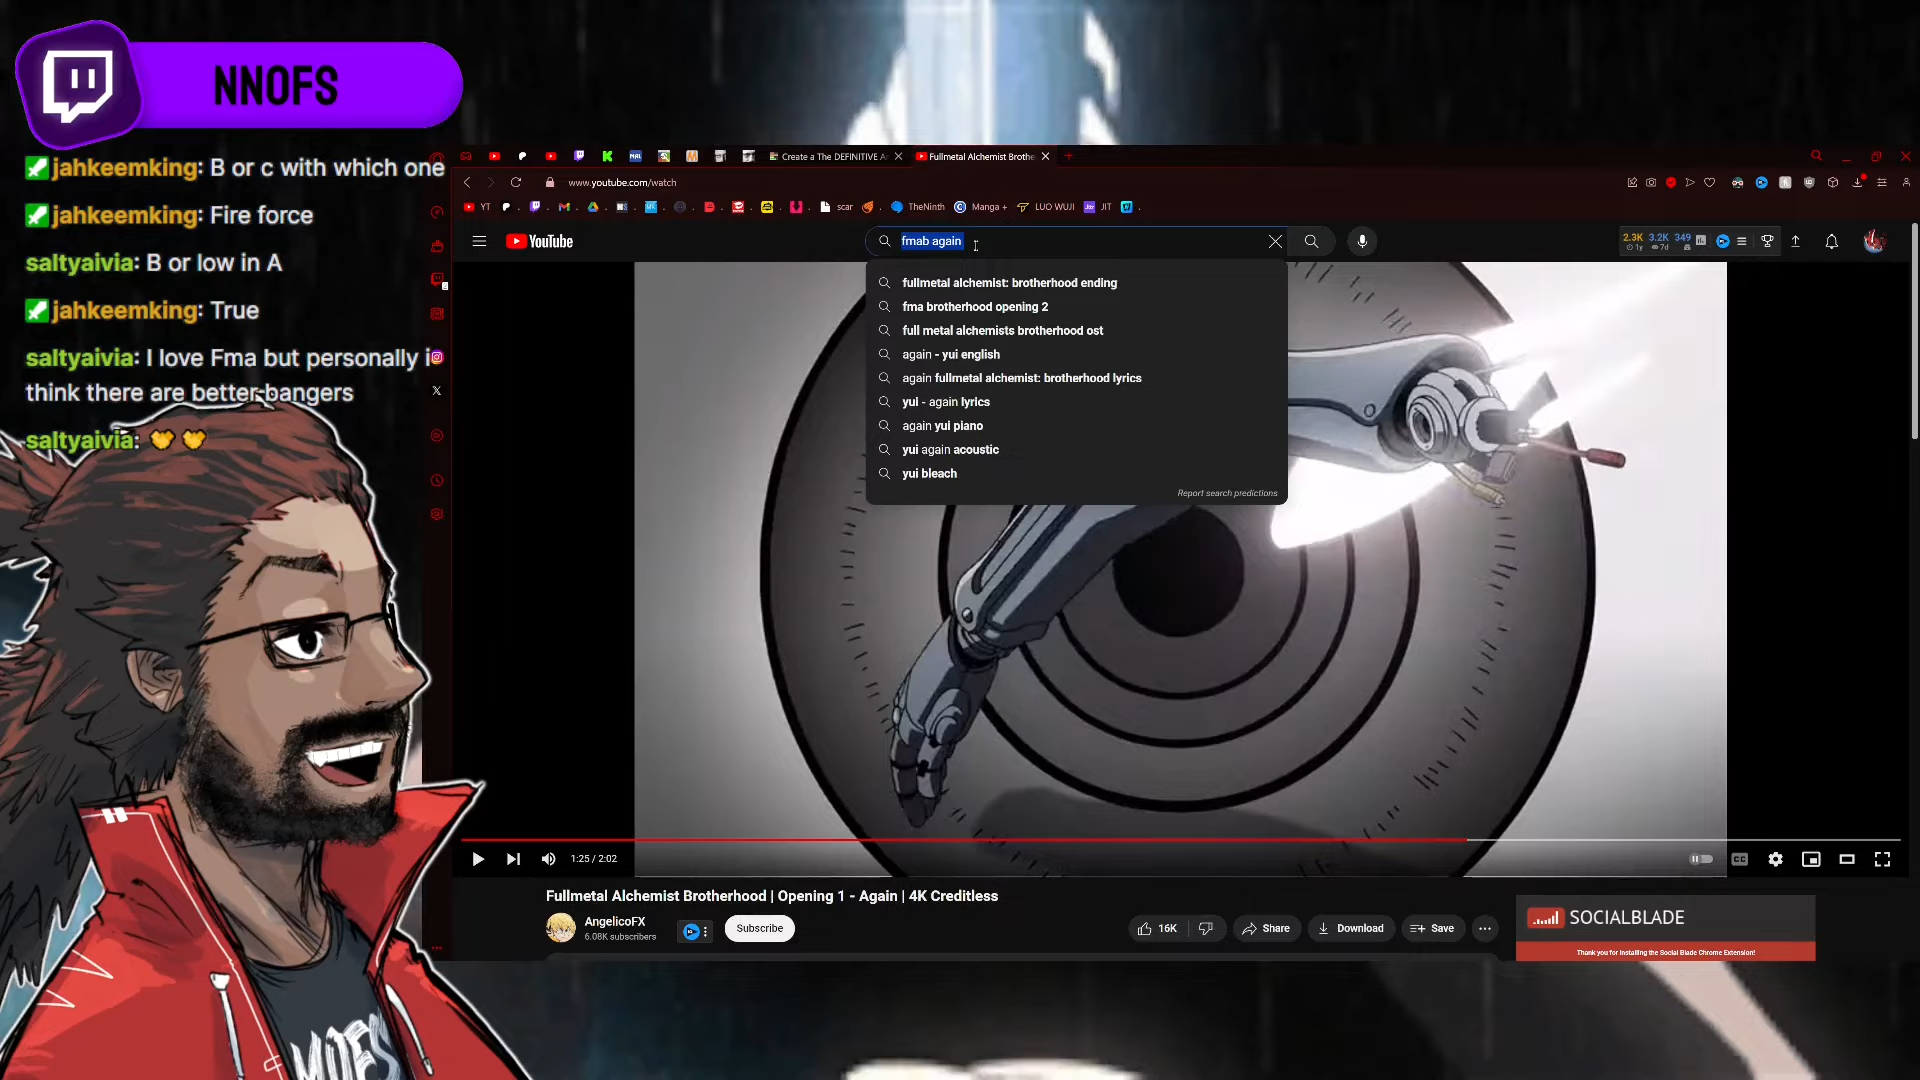 NNOFS
jahkeemking: B or c with which one
jahkeemking: Fire force
saltyaivia: B or low in A
jahkeemking: True
saltyaivia: I love Fma but personally i
think there are better bangers
saltyaivia:
Create a The DEFINITIVE A
Fullmetal Alchemist Brothe
www.youtube.com/watch
YT
scar
TheNinth
Manga +
LUO WUJI
JIT
YouTube
fmab again
2.3K 3.2K 349
1y 7d
fullmetal alchemist: brotherhood ending
fma brotherhood opening 2
full metal alchemists brotherhood ost
again - yui english
again fullmetal alchemist: brotherhood lyrics
yui - again lyrics
again yui piano
yui again acoustic
yui bleach
Report search predictions
1:25 / 2:02
Fullmetal Alchemist Brotherhood | Opening 1 - Again | 4K Creditless
AngelicoFX
6.08K subscribers
Subscribe
16K
Share
Download
Save
SOCIALBLADE
Thank you for installing the Social Blade Chrome Extension!